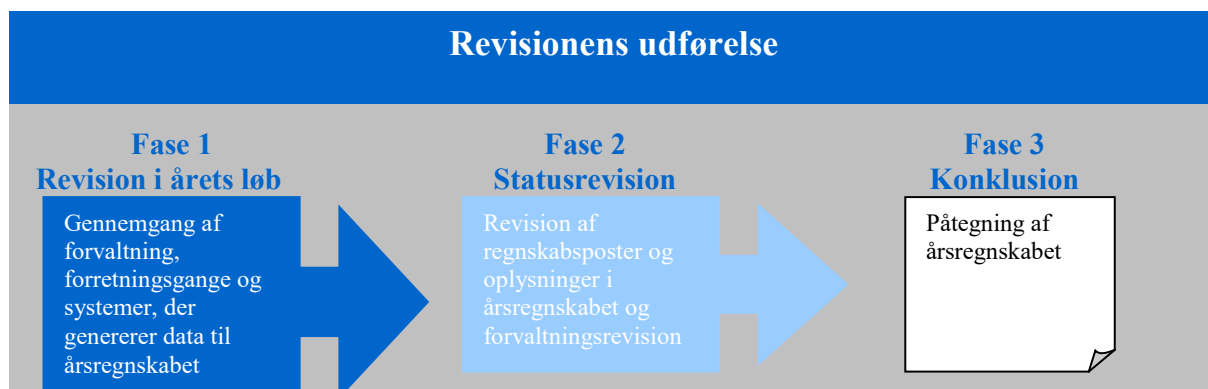 Revisionens udførelse
Fase 1
Revision i årets løb
Gennemgang af
forvaltning,
forretningsgange og
systemer, der
genererer data til
årsregnskabet
Fase 2
Statusrevision
Revision af
regnskabsposter og
oplysninger i
årsregnskabet og
forvaltningsrevision
Fase 3
Konklusion
Påtegning af
årsregnskabet